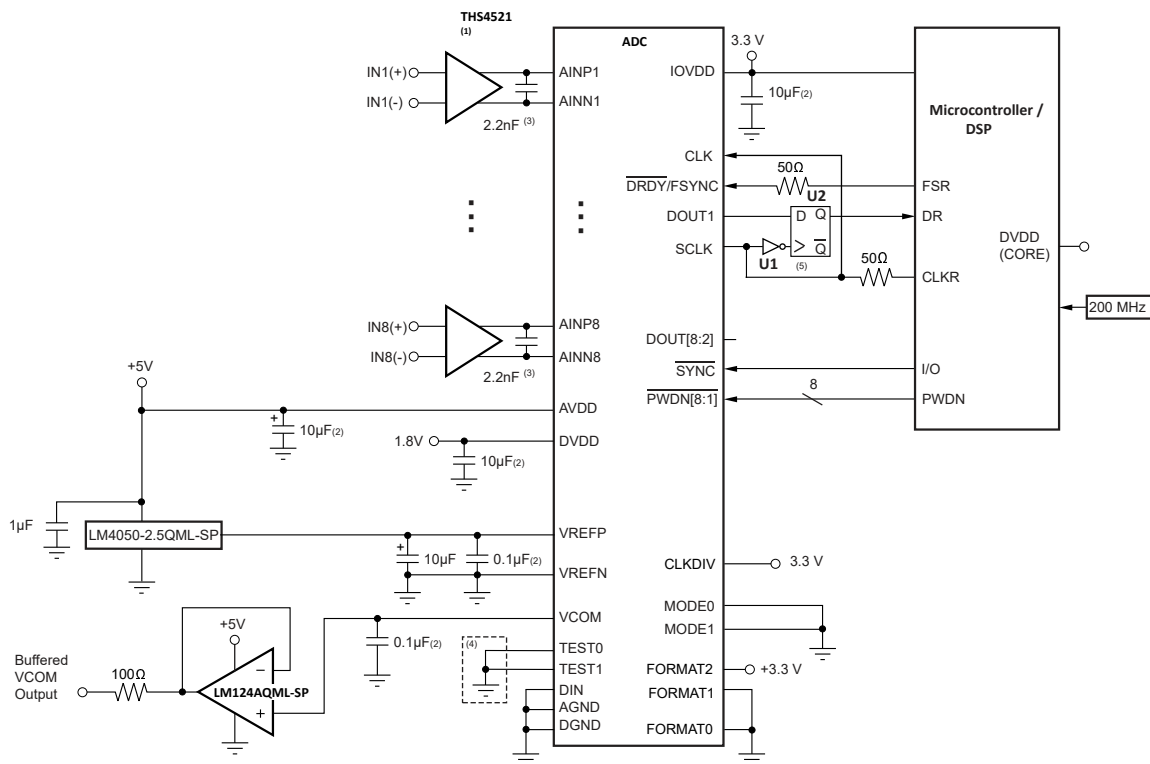 THS4521
(1)
IN1(+)
IN1(-)
2.2nF (3)
IN8(+)
IN8(-)
2.2nF (3)
+5V
+
10µF(2)
1.8V
10µF(2)
1µF
LM4050-2.5QML-SP
+
10µF
0.1µF(2)
0.1µF(2)
+5V
Buffered
VCOM
Output
100Ω
−
LM124AQML-SP
+
(4)
ADC
AINP1
AINN1
AINP8
AINN8
AVDD
DVDD
VREFP
VREFN
VCOM
TEST0
TEST1
DIN
AGND
DGND
IOVDD
CLK
DRDY/FSYNC
DOUT1
SCLK
DOUT[8:2]
SYNC
PWDN[8:1]
CLKDIV
MODE0
MODE1
FORMAT2
FORMAT1
FORMAT0
3.3 V
10µF(2)
50Ω
U2
D Q
Q
U1
(5)
50Ω
8
3.3 V
+3.3 V
Microcontroller /
DSP
FSR
DR
DVDD
(CORE)
CLKR
200 MHz
I/O
PWDN